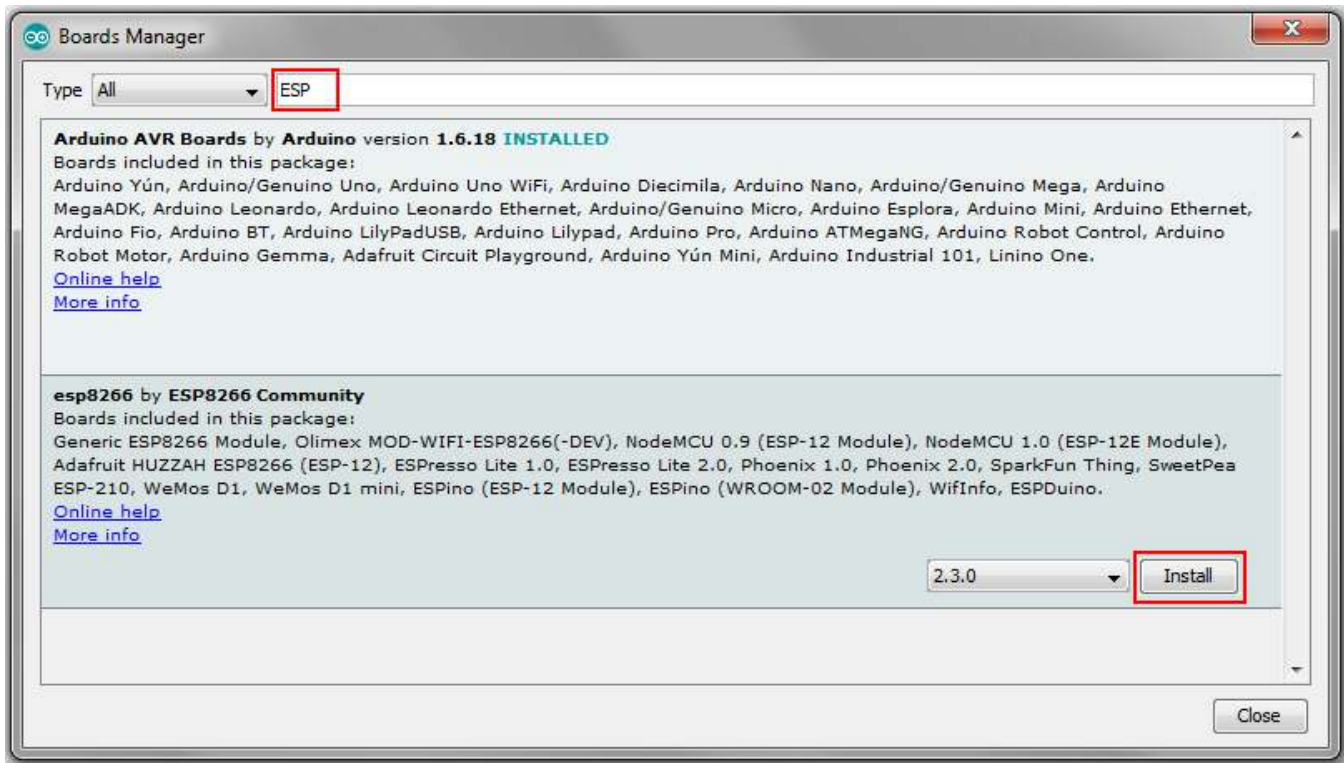 Boards Manager
Type All ESP
Arduino AVR Boards by Arduino version 1.6.18 INSTALLED
Boards included in this package:
Arduino Yún, Arduino/Genuino Uno, Arduino Uno WiFi, Arduino Diecimila, Arduino Nano, Arduino/Genuino Mega, Arduino
MegaADK, Arduino Leonardo, Arduino Leonardo Ethernet, Arduino/Genuino Micro, Arduino Esplora, Arduino Mini, Arduino Ethernet,
Arduino Fio, Arduino BT, Arduino LilyPadUSB, Arduino Lilypad, Arduino Pro, Arduino ATMegaNG, Arduino Robot Control, Arduino
Robot Motor, Arduino Gemma, Adafruit Circuit Playground, Arduino Yún Mini, Arduino Industrial 101, Linino One.
Online help
More info
esp8266 by ESP8266 Community
Boards included in this package:
Generic ESP8266 Module, Olimex MOD-WIFI-ESP8266(-DEV), NodeMCU 0.9 (ESP-12 Module), NodeMCU 1.0 (ESP-12E Module),
Adafruit HUZZAH ESP8266 (ESP-12), ESPresso Lite 1.0, ESPresso Lite 2.0, Phoenix 1.0, Phoenix 2.0, SparkFun Thing, SweetPea
ESP-210, WeMos D1, WeMos D1 mini, ESPino (ESP-12 Module), ESPino (WROOM-02 Module), WifInfo, ESPDuino.
Online help
More info
2.3.0 Install
Close